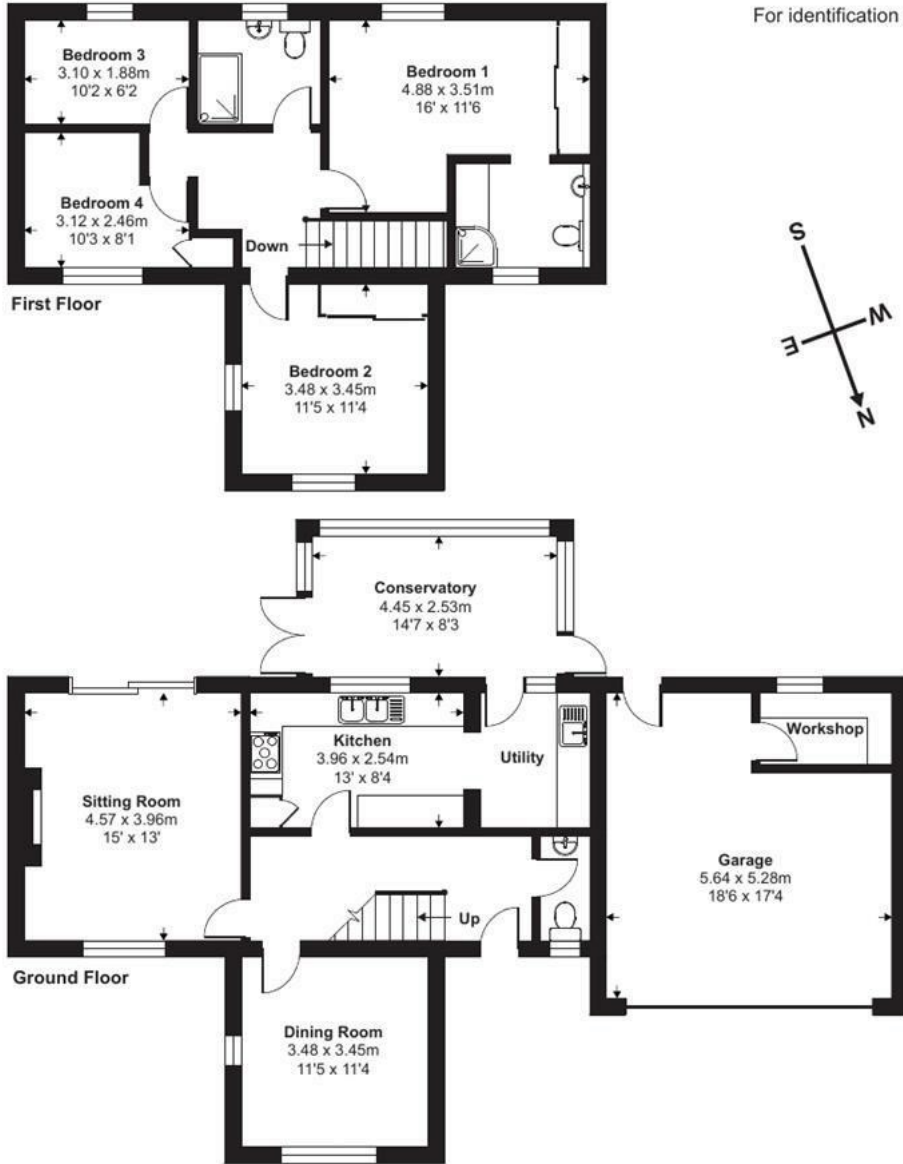 For identification
Bedroom 3
3.10 x 1.88m
10'2 x 6'2
Bedroom 1
4.88 x 3.51m
16' x 11'6
Bedroom 4
3.12 x 2.46m
10'3 x 8'1
Down
First Floor
Bedroom 2
3.48 x 3.45m
11'5 x 11'4
S
W
E
N
Conservatory
4.45 x 2.53m
14'7 x 8'3
Kitchen
3.96 x 2.54m
13' x 8'4
Utility
Workshop
Sitting Room
4.57 x 3.96m
15' x 13'
Garage
5.64 x 5.28m
18'6 x 17'4
Up
Ground Floor
Dining Room
3.48 x 3.45m
11'5 x 11'4